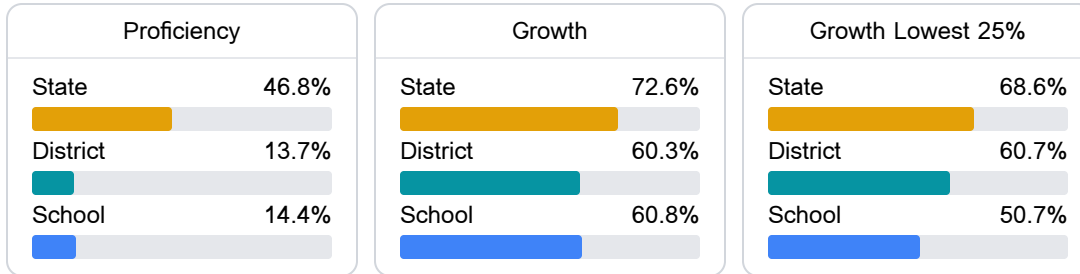 Proficiency
State 46.8%
District 13.7%
School 14.4%
Growth
State 72.6%
District 60.3%
School 60.8%
Growth Lowest 25%
State 68.6%
District 60.7%
School 50.7%